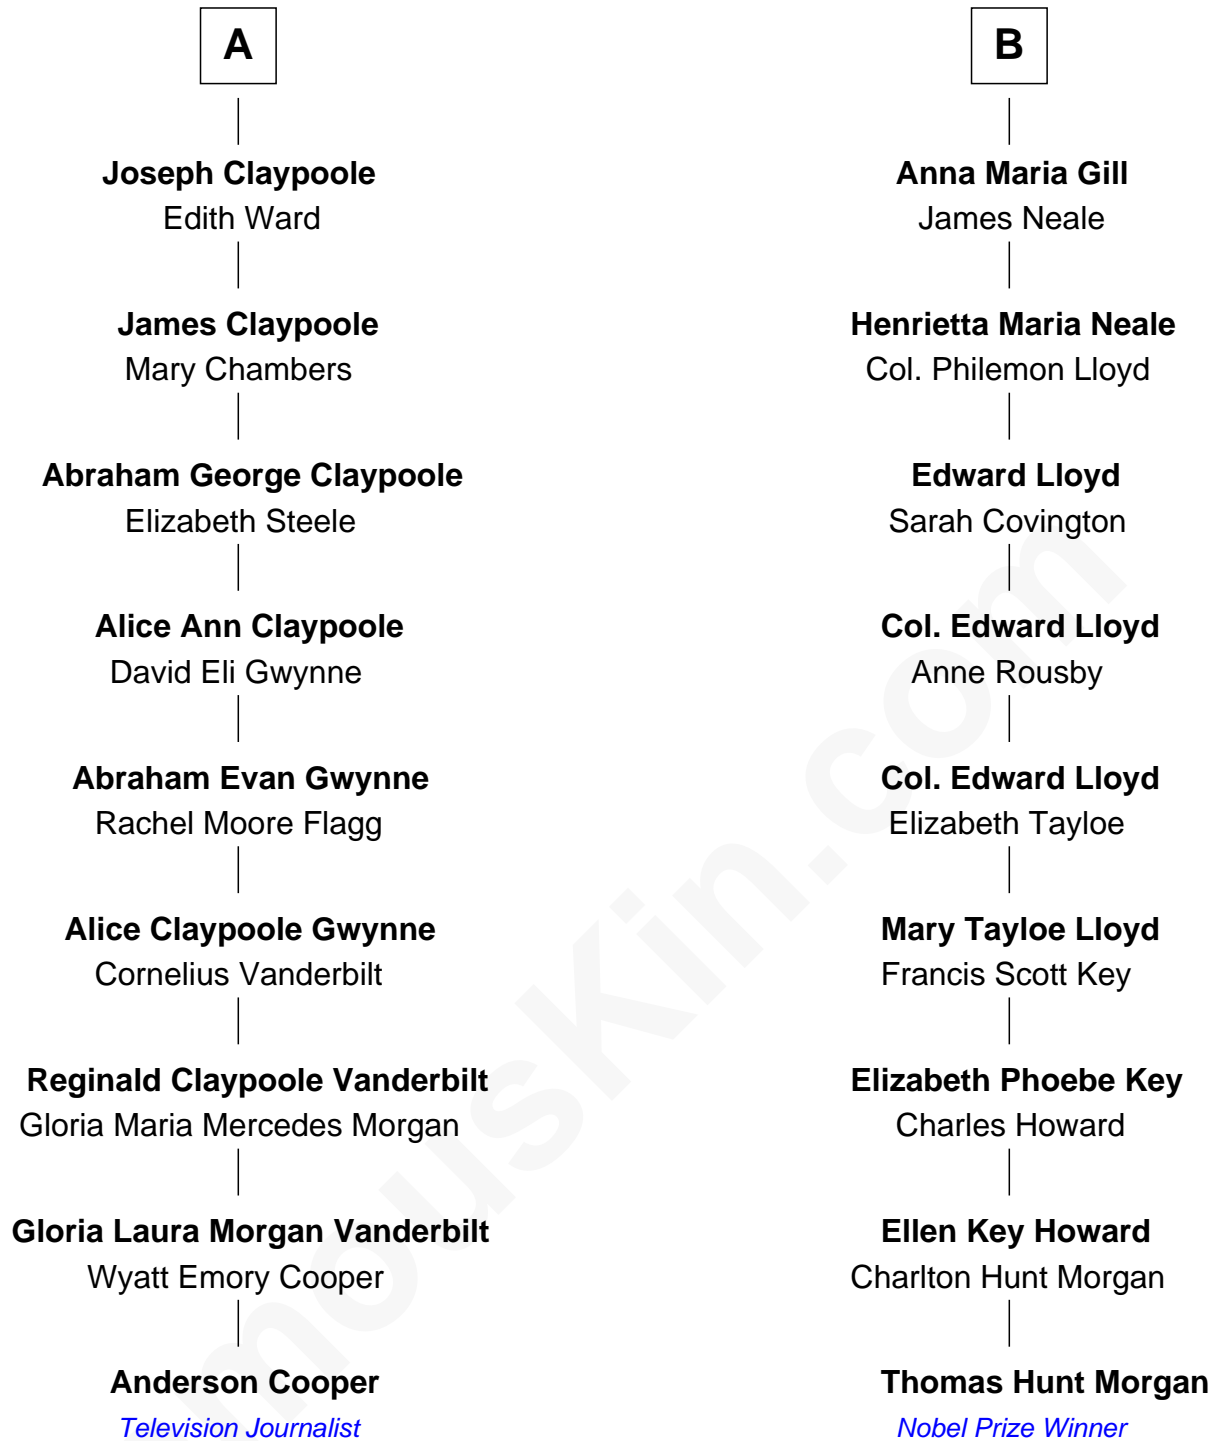 A
Joseph Claypoole
Edith Ward
James Claypoole
Mary Chambers
Abraham George Claypoole
Elizabeth Steele
Alice Ann Claypoole
David Eli Gwynne
Abraham Evan Gwynne
Rachel Moore Flagg
Alice Claypoole Gwynne
Cornelius Vanderbilt
Reginald Claypoole Vanderbilt
Gloria Maria Mercedes Morgan
Gloria Laura Morgan Vanderbilt
Wyatt Emory Cooper
Anderson Cooper
Television Journalist
B
Anna Maria Gill
James Neale
Henrietta Maria Neale
Col. Philemon Lloyd
Edward Lloyd
Sarah Covington
Col. Edward Lloyd
Anne Rousby
Col. Edward Lloyd
Elizabeth Tayloe
Mary Tayloe Lloyd
Francis Scott Key
Elizabeth Phoebe Key
Charles Howard
Ellen Key Howard
Charlton Hunt Morgan
Thomas Hunt Morgan
Nobel Prize Winner
mousKin.com